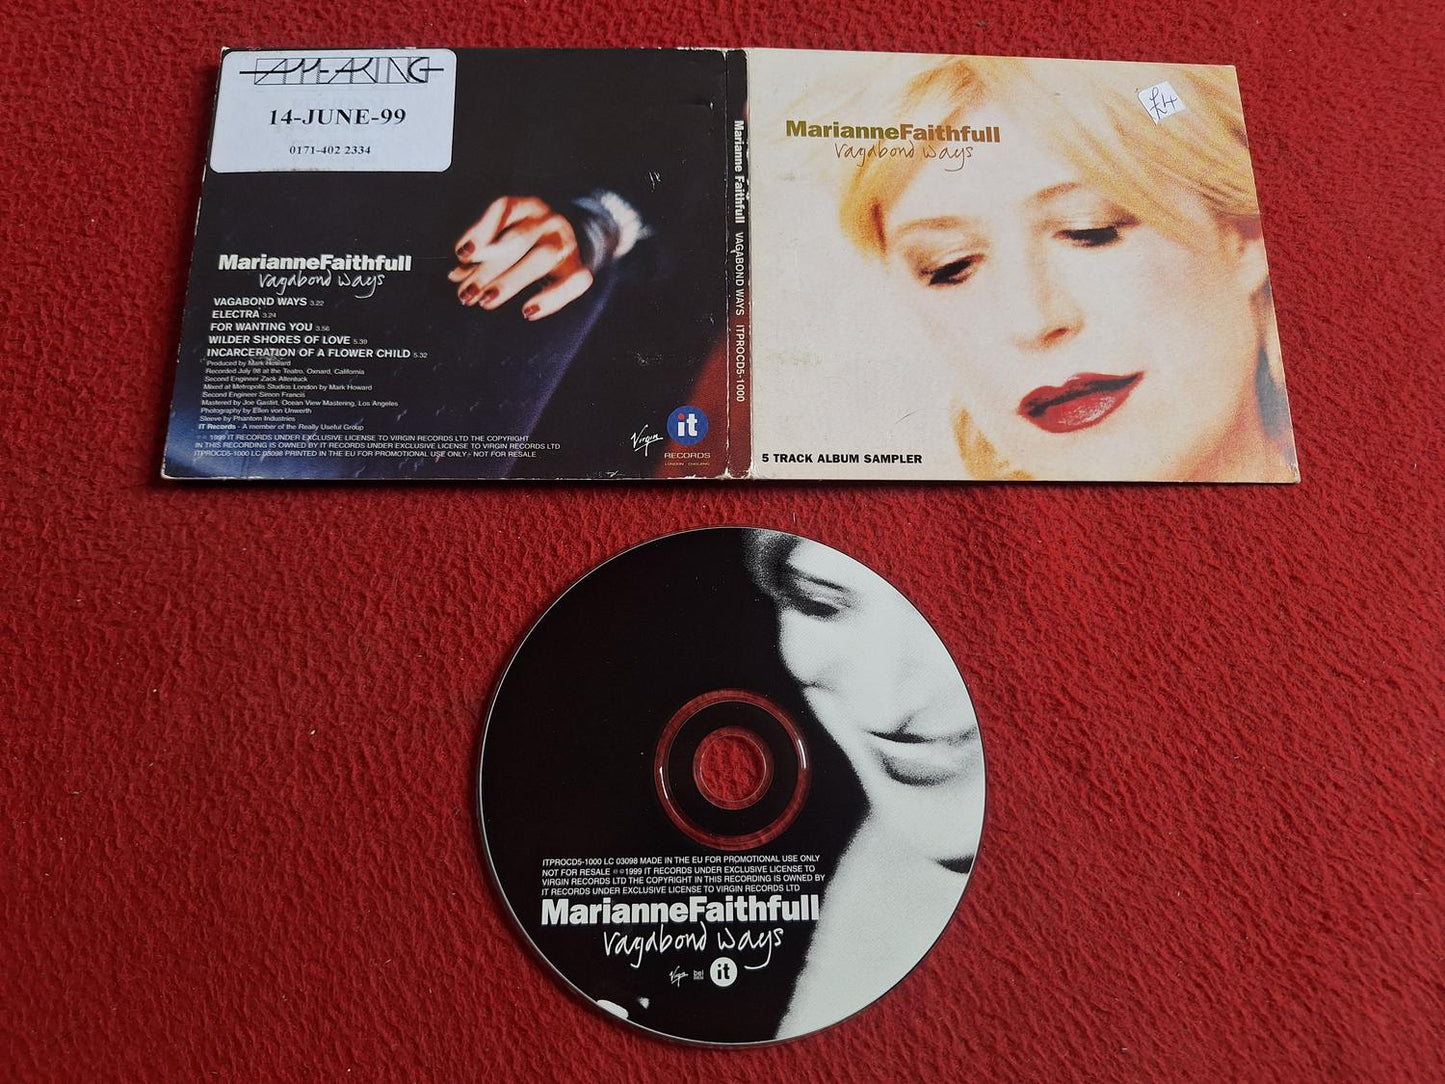 14-JUNE-99
0171-402 2334
MarianneFaithfull
vagabond ways
VAGABOND WAYS 3.22
ELECTRA 3.24
FOR WANTING YOU 3.56
WILDER SHORES OF LOVE 5.39
INCARCERATION OF A FLOWER CHILD 5.32
Produced by Mark Howard
Recorded July 98 at the Teatro, Oxnard, California
Second Engineer Zack Allentuck
Mixed at Metropolis Studios London by Mark Howard
Second Engineer Simon Francis
Mastered by Joe Gastirt, Ocean View Mastering, Los Angeles
Photography by Ellen von Unwerth
Sleeve by Phantom Industries
IT Records - A member of the Really Useful Group
℗ © 1999 IT RECORDS UNDER EXCLUSIVE LICENSE TO VIRGIN RECORDS LTD THE COPYRIGHT
IN THIS RECORDING IS OWNED BY IT RECORDS UNDER EXCLUSIVE LICENSE TO VIRGIN RECORDS LTD
ITPROCD5-1000 LC 03098 PRINTED IN THE EU FOR PROMOTIONAL USE ONLY - NOT FOR RESALE
Virgin
it
RECORDS
Marianne Faithfull VAGABOND WAYS ITPROCD5-1000
MarianneFaithfull
vagabond ways
£4
5 TRACK ALBUM SAMPLER
ITPROCD5-1000 LC 03098 MADE IN THE EU FOR PROMOTIONAL USE ONLY
NOT FOR RESALE ℗ © 1999 IT RECORDS UNDER EXCLUSIVE LICENSE TO
VIRGIN RECORDS LTD THE COPYRIGHT IN THIS RECORDING IS OWNED BY
IT RECORDS UNDER EXCLUSIVE LICENSE TO VIRGIN RECORDS LTD
MarianneFaithfull
vagabond ways
Virgin
it